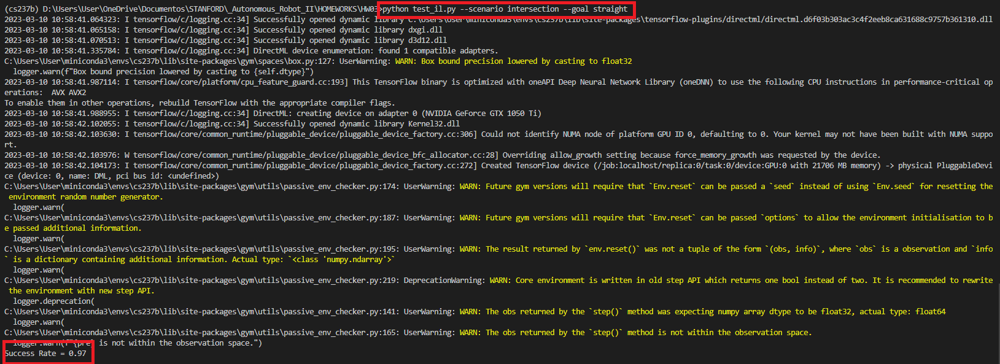 (cs237b) D:\Users\User\OneDrive\Documentos\STANFORD\_Autonomous_Robot_II\HOMEWORKS\HW03>python test_il.py --scenario intersection --goal straight
2023-03-10 10:58:41.064323: I tensorflow/c/logging.cc:34] Successfully opened dynamic library C:\Users\User\miniconda3\envs\cs237b\lib\site-packages\tensorflow-plugins/directml/directml.d6f03b303ac3c4f2eeb8ca631688c9757b361310.dll
2023-03-10 10:58:41.065158: I tensorflow/c/logging.cc:34] Successfully opened dynamic library dxgi.dll
2023-03-10 10:58:41.070513: I tensorflow/c/logging.cc:34] Successfully opened dynamic library d3d12.dll
2023-03-10 10:58:41.335784: I tensorflow/c/logging.cc:34] DirectML device enumeration: found 1 compatible adapters.
C:\Users\User\miniconda3\envs\cs237b\lib\site-packages\gym\spaces\box.py:127: UserWarning: WARN: Box bound precision lowered by casting to float32
  logger.warn(f"Box bound precision lowered by casting to {self.dtype}")
2023-03-10 10:58:41.987114: I tensorflow/core/platform/cpu_feature_guard.cc:193] This TensorFlow binary is optimized with oneAPI Deep Neural Network Library (oneDNN) to use the following CPU instructions in performance-critical op
erations:  AVX AVX2
To enable them in other operations, rebuild TensorFlow with the appropriate compiler flags.
2023-03-10 10:58:41.988955: I tensorflow/c/logging.cc:34] DirectML: creating device on adapter 0 (NVIDIA GeForce GTX 1050 Ti)
2023-03-10 10:58:42.102055: I tensorflow/c/logging.cc:34] Successfully opened dynamic library Kernel32.dll
2023-03-10 10:58:42.103630: I tensorflow/core/common_runtime/pluggable_device/pluggable_device_factory.cc:306] Could not identify NUMA node of platform GPU ID 0, defaulting to 0. Your kernel may not have been built with NUMA suppo
rt.
2023-03-10 10:58:42.103976: W tensorflow/core/common_runtime/pluggable_device/pluggable_device_bfc_allocator.cc:28] Overriding allow_growth setting because force_memory_growth was requested by the device.
2023-03-10 10:58:42.104173: I tensorflow/core/common_runtime/pluggable_device/pluggable_device_factory.cc:272] Created TensorFlow device (/job:localhost/replica:0/task:0/device:GPU:0 with 21706 MB memory) -> physical PluggableDevi
ce (device: 0, name: DML, pci bus id: <undefined>)
C:\Users\User\miniconda3\envs\cs237b\lib\site-packages\gym\utils\passive_env_checker.py:174: UserWarning: WARN: Future gym versions will require that `Env.reset` can be passed a `seed` instead of using `Env.seed` for resetting the
 environment random number generator.
  logger.warn(
C:\Users\User\miniconda3\envs\cs237b\lib\site-packages\gym\utils\passive_env_checker.py:187: UserWarning: WARN: Future gym versions will require that `Env.reset` can be passed `options` to allow the environment initialisation to b
e passed additional information.
  logger.warn(
C:\Users\User\miniconda3\envs\cs237b\lib\site-packages\gym\utils\passive_env_checker.py:195: UserWarning: WARN: The result returned by `env.reset()` was not a tuple of the form `(obs, info)`, where `obs` is a observation and `info
` is a dictionary containing additional information. Actual type: `<class 'numpy.ndarray'>`
  logger.warn(
C:\Users\User\miniconda3\envs\cs237b\lib\site-packages\gym\utils\passive_env_checker.py:219: DeprecationWarning: WARN: Core environment is written in old step API which returns one bool instead of two. It is recommended to rewrite
 the environment with new step API.
  logger.deprecation(
C:\Users\User\miniconda3\envs\cs237b\lib\site-packages\gym\utils\passive_env_checker.py:141: UserWarning: WARN: The obs returned by the `step()` method was expecting numpy array dtype to be float32, actual type: float64
  logger.warn(
C:\Users\User\miniconda3\envs\cs237b\lib\site-packages\gym\utils\passive_env_checker.py:165: UserWarning: WARN: The obs returned by the `step()` method is not within the observation space.
  logger.warn(f"{pre} is not within the observation space.")
Success Rate = 0.97